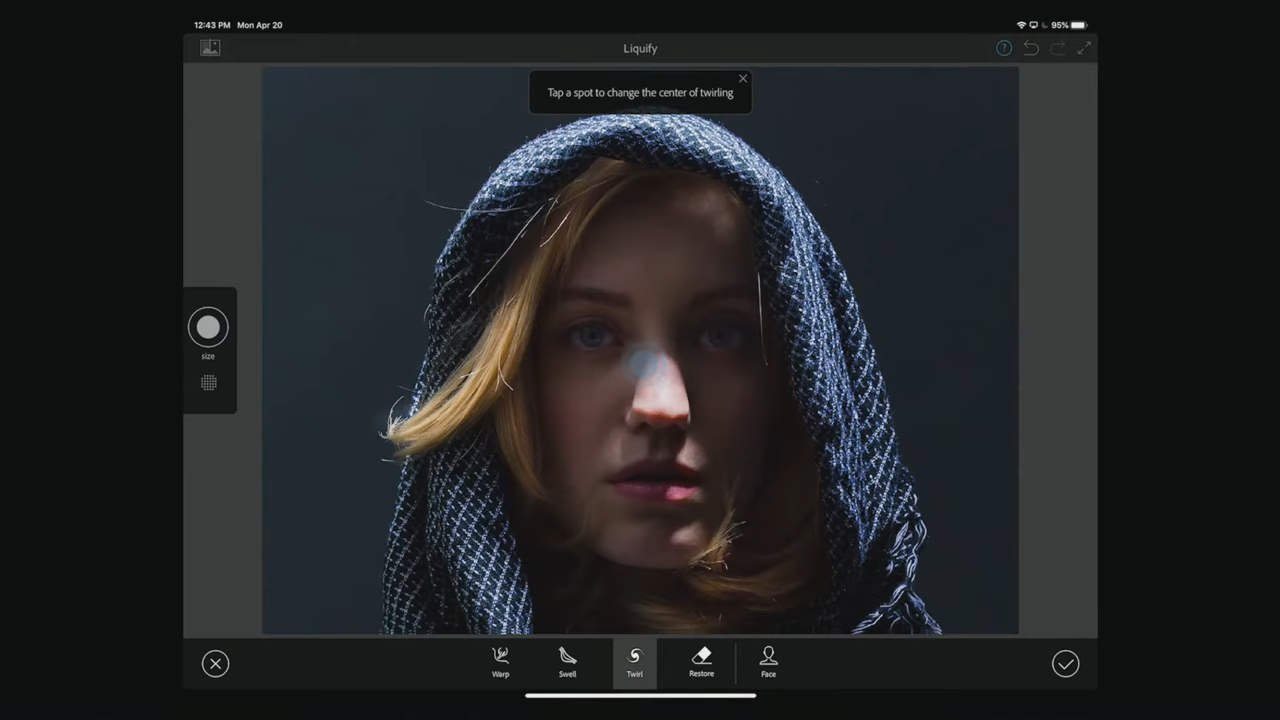 12:43 PM Mon Apr 20
95%
Liquify
?
Tap a spot to change the center of twirling
size
Warp
Swell
Twirl
Restore
Face